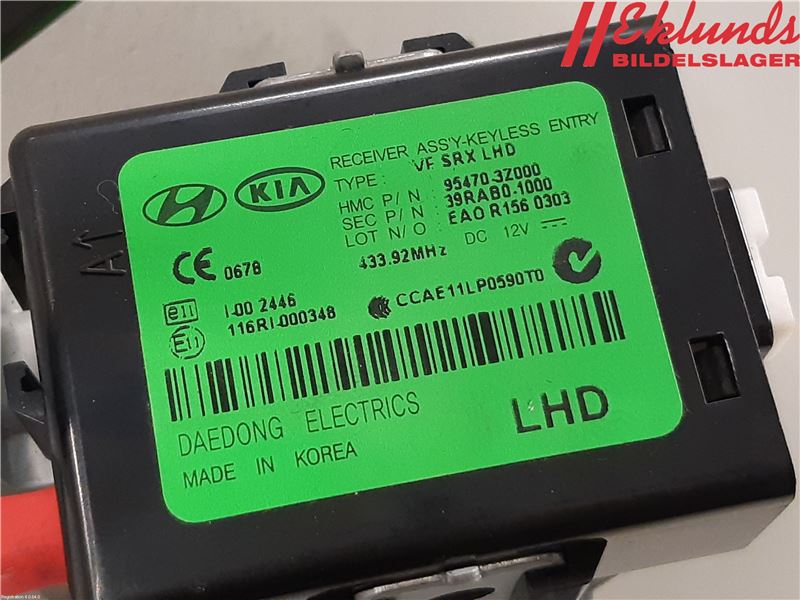 Eklunds
BILDELSLAGER
RECEIVER ASS'Y-KEYLESS ENTRY
TYPE : VF SRX LHD
HMC P/N : 95470-3Z000
SEC P/N : 39RAB0-1000
LOT N/O : EAO R156 0303
433.92MHz DC 12V
KIA
CE 0678
e11 I-00 2446
E11 116RI-000348
CCAE11LP0590T0
DAEDONG ELECTRICS
MADE IN KOREA
LHD